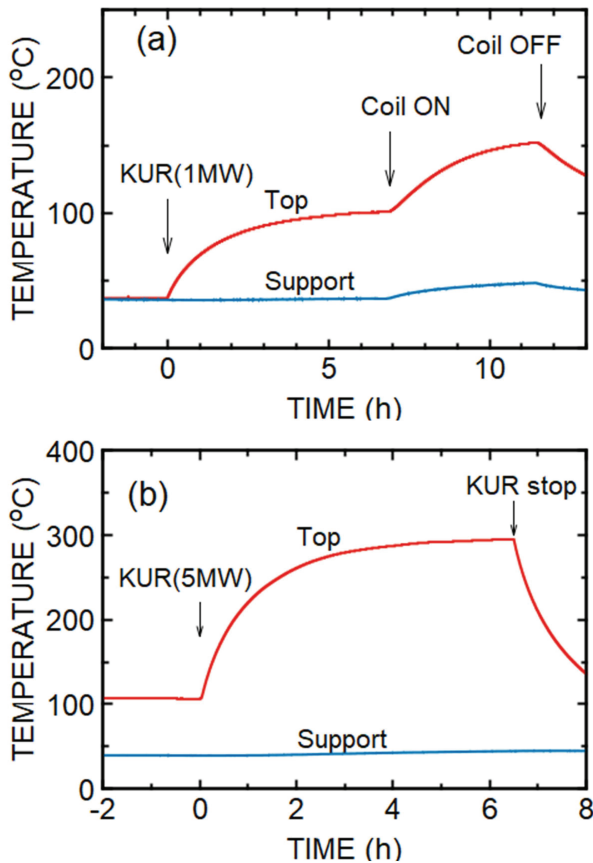 (a)
Coil OFF
Coil ON
KUR(1MW)
Top
Support
TEMPERATURE (ºC)
200
100
0
0
5
10
TIME (h)
(b)
KUR stop
Top
KUR(5MW)
Support
TEMPERATURE (ºC)
400
300
200
100
0
-2
0
2
4
6
8
TIME (h)